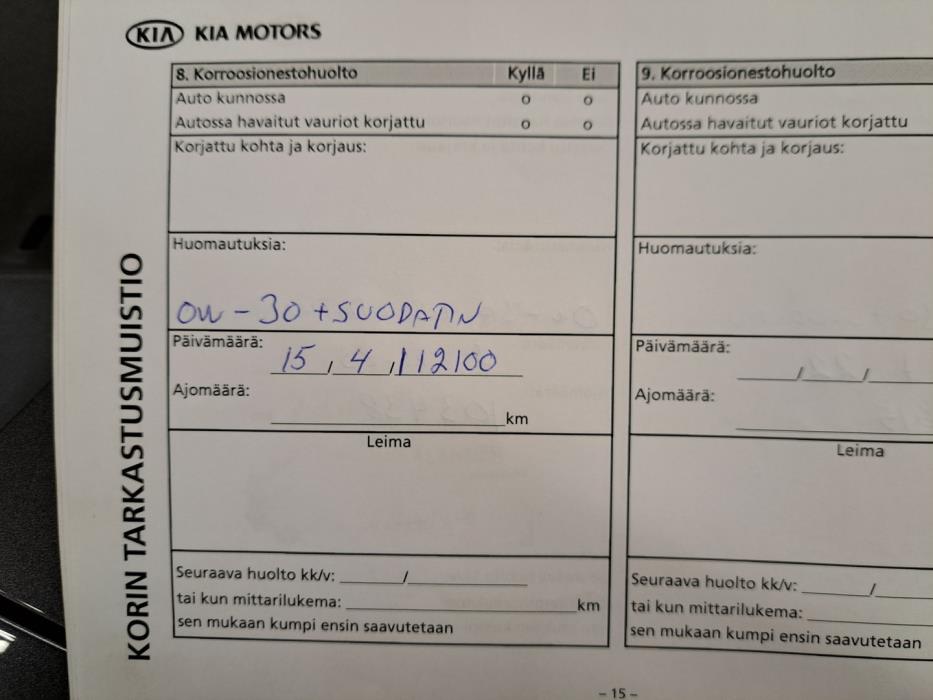 KIA KIA MOTORS
KORIN TARKASTUSMUISTIO
8. Korroosionestohuolto Kyllä Ei
Auto kunnossa o o
Autossa havaitut vauriot korjattu o o
Korjattu kohta ja korjaus:
Huomautuksia:
OW-30 + SUODATIN
Päivämäärä: 15 / 4 / 112100
Ajomäärä: km
Leima
Seuraava huolto kk/v: /
tai kun mittarilukema: km
sen mukaan kumpi ensin saavutetaan
9. Korroosionestohuolto
Auto kunnossa
Autossa havaitut vauriot korjattu
Korjattu kohta ja korjaus:
Huomautuksia:
Päivämäärä: / /
Ajomäärä:
Leima
Seuraava huolto kk/v: /
tai kun mittarilukema:
sen mukaan kumpi ensin saavutetaan
– 15 –